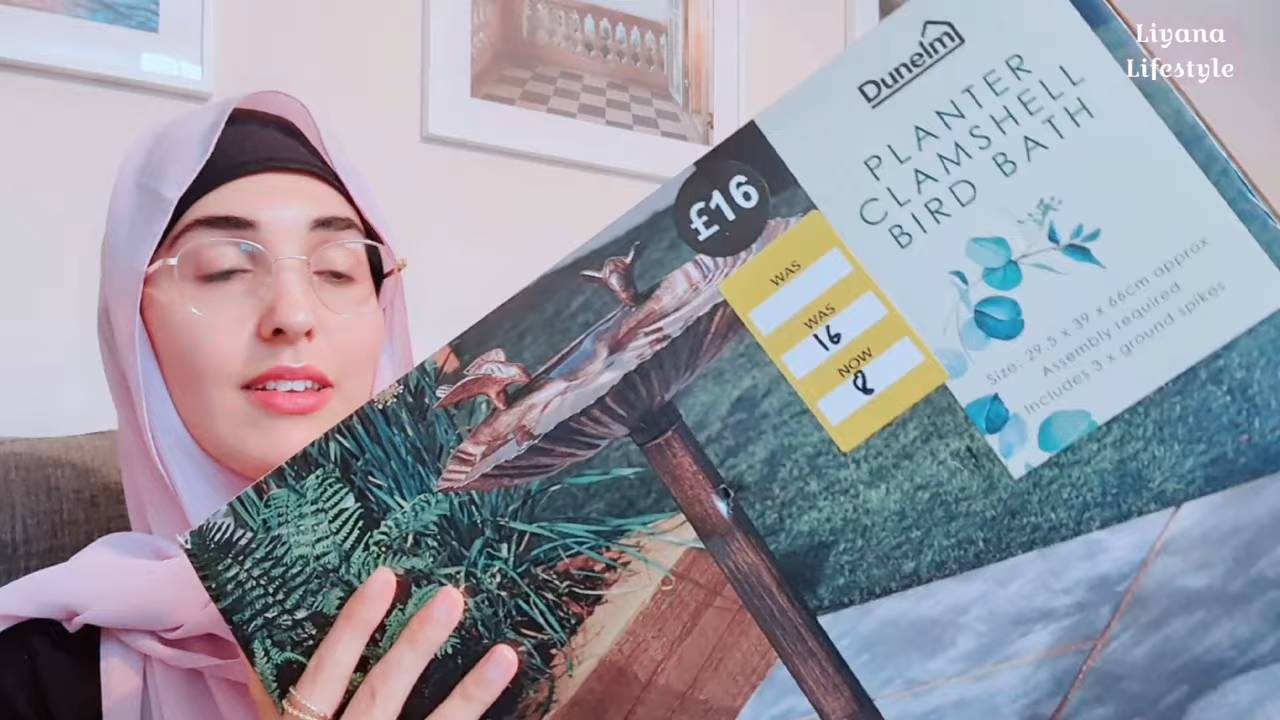 Liyana
Lifestyle
Dunelm
PLANTER
CLAMSHELL
BIRD BATH
£16
WAS
WAS
16
NOW
8
Size: 29.5 x 39 x 66cm approx
Assembly required
Includes 3 x ground spikes